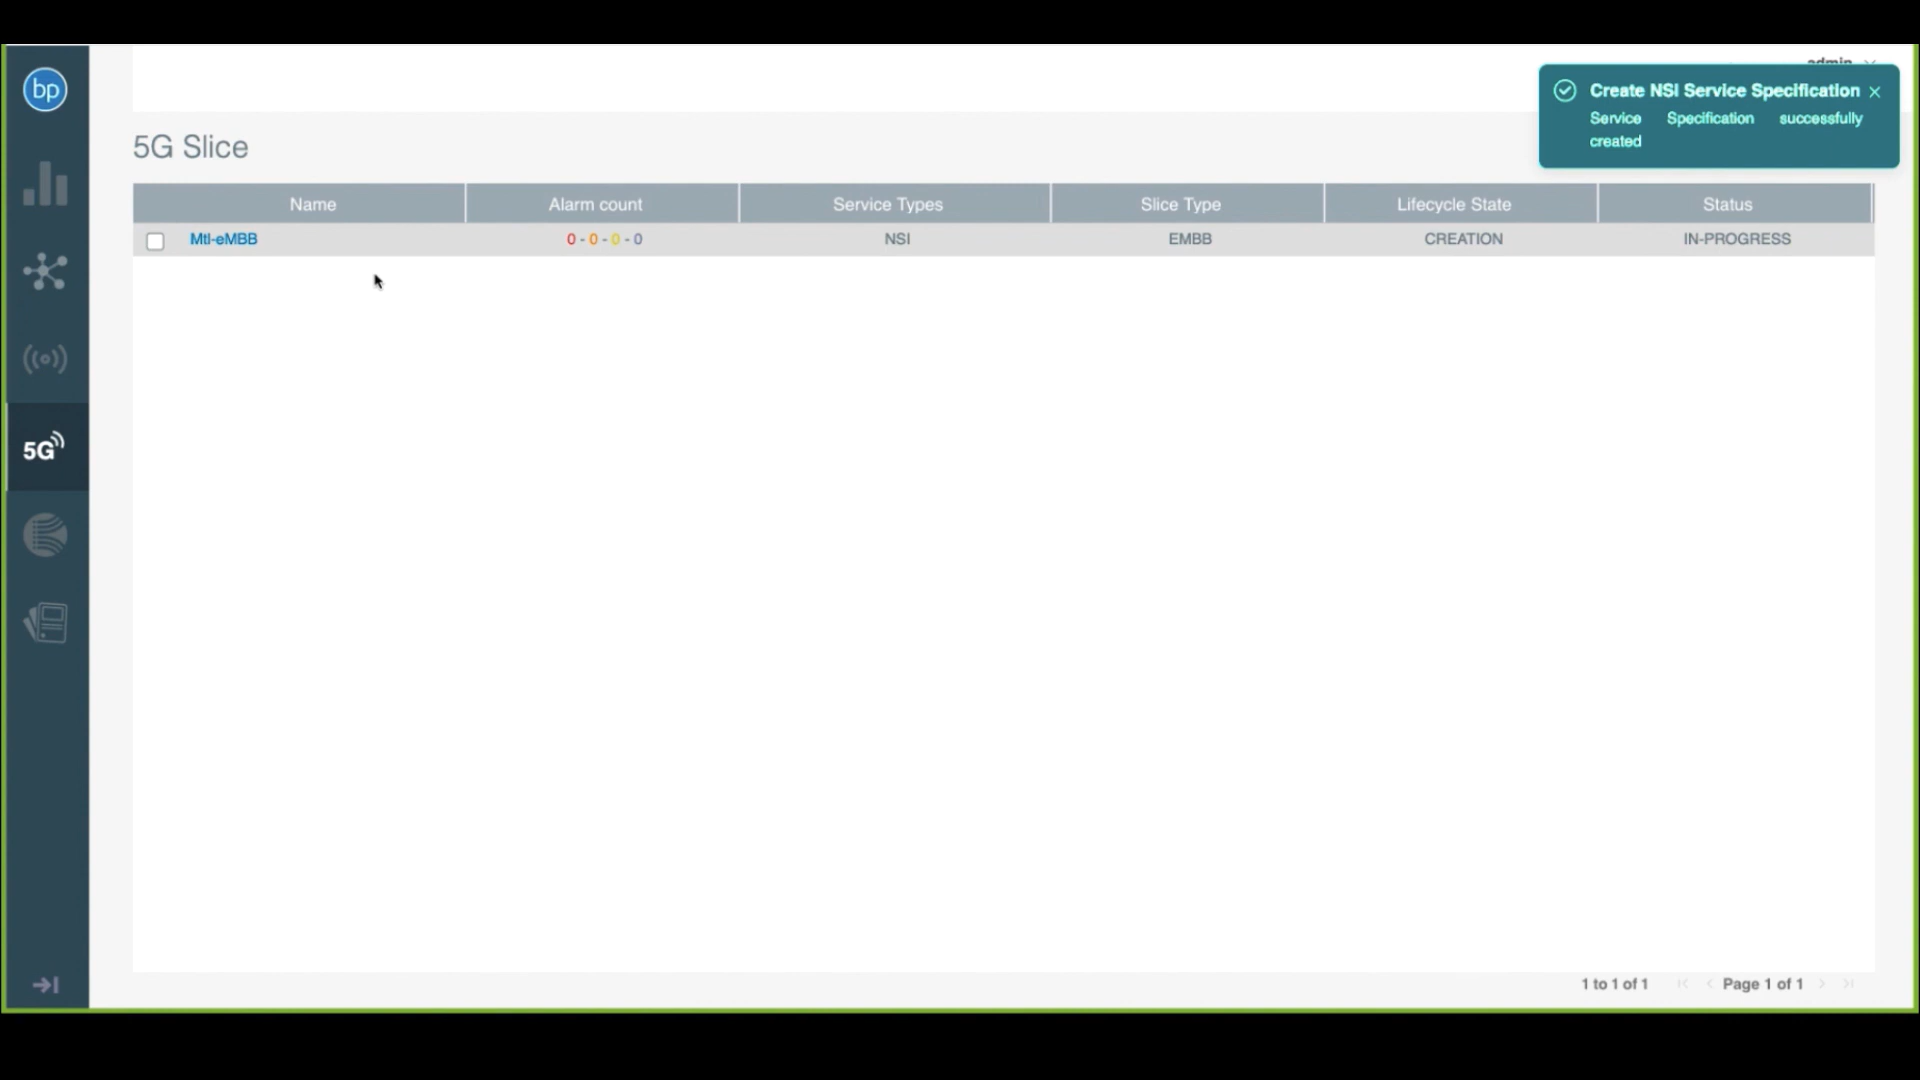 bp
admin
Create NSI Service Specification
Service Specification successfully
created
5G Slice
Name Alarm count Service Types Slice Type Lifecycle State Status
Mtl-eMBB 0 - 0 - 0 - 0 NSI EMBB CREATION IN-PROGRESS
5G
1 to 1 of 1 Page 1 of 1